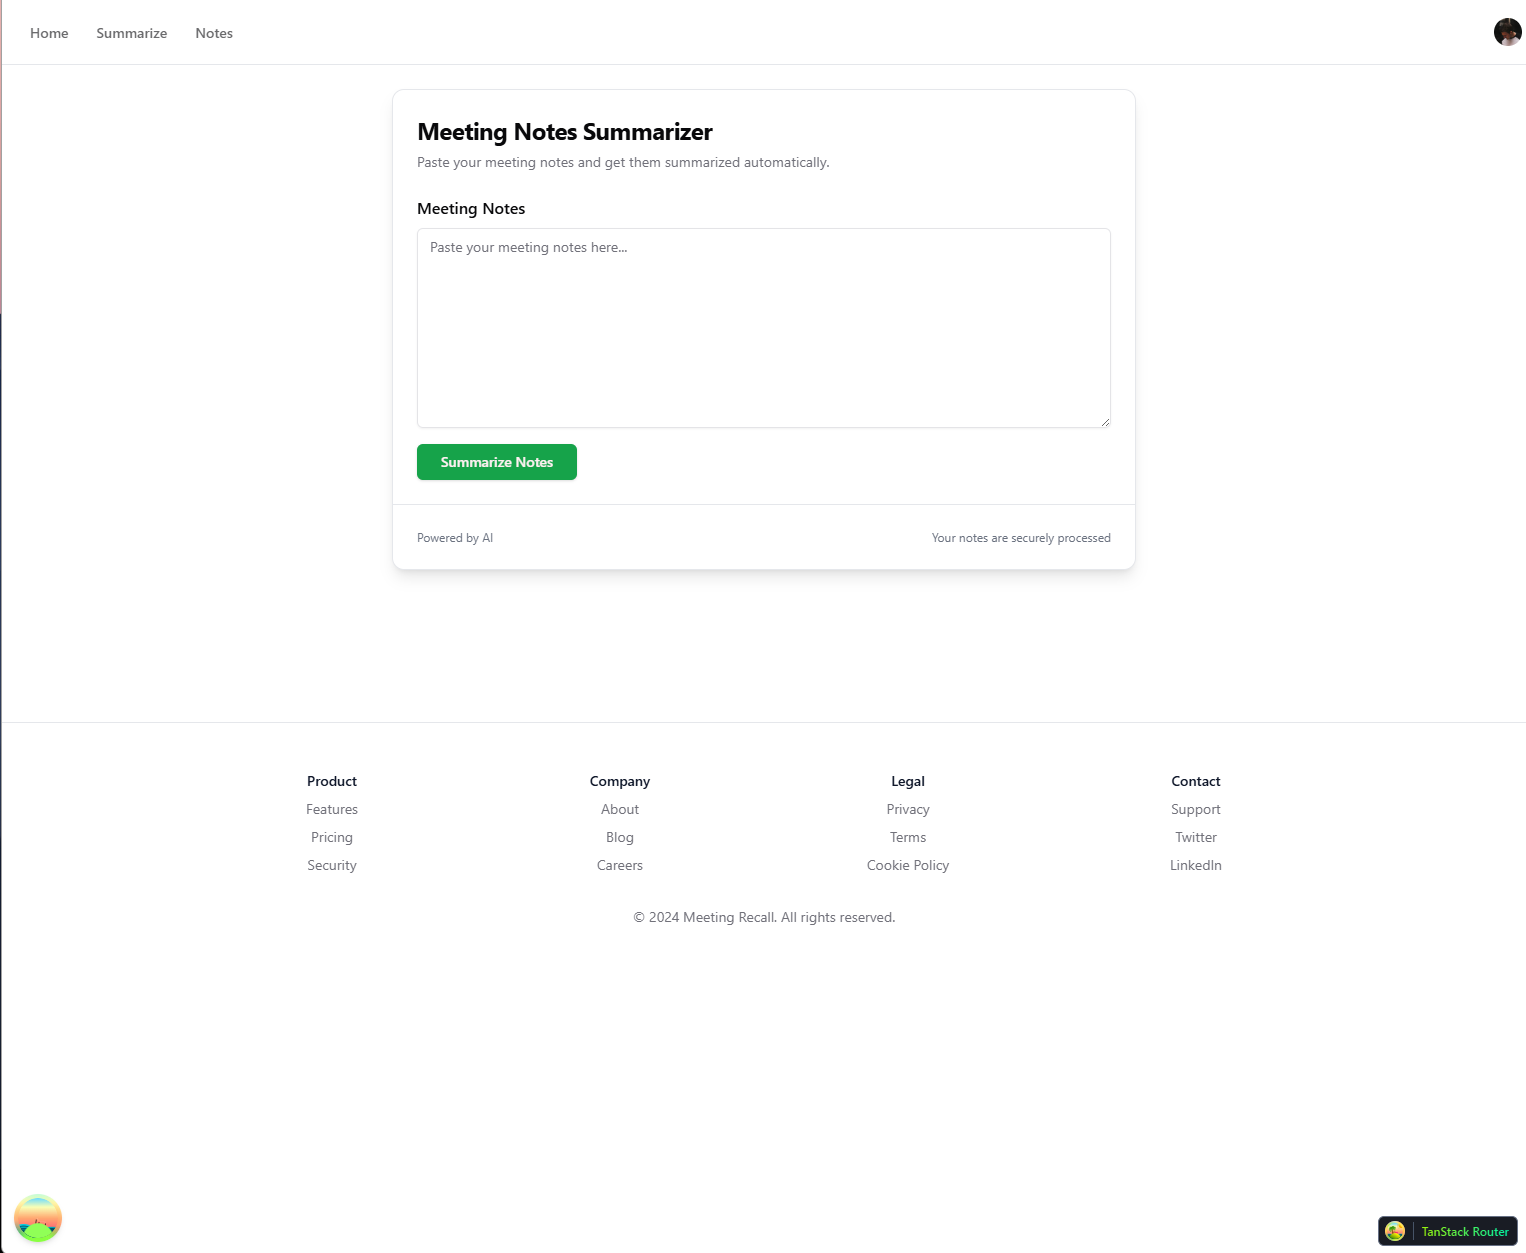 Home Summarize Notes
Meeting Notes Summarizer
Paste your meeting notes and get them summarized automatically.
Meeting Notes
Paste your meeting notes here...
Summarize Notes
Powered by AI Your notes are securely processed
Product Company Legal Contact
Features About Privacy Support
Pricing Blog Terms Twitter
Security Careers Cookie Policy LinkedIn
© 2024 Meeting Recall. All rights reserved.
TanStack Router